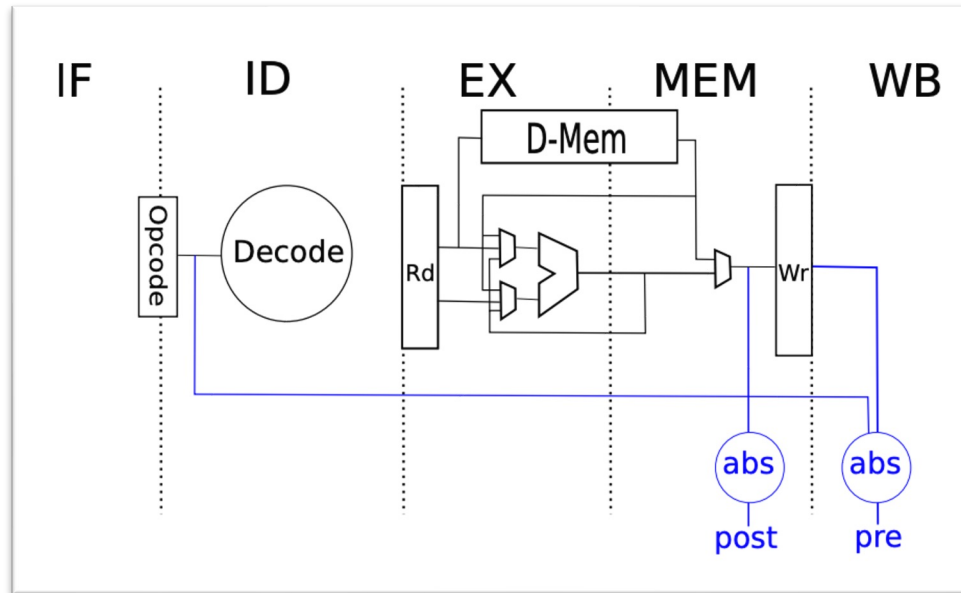 IF
ID
EX
MEM
WB
D-Mem
Opcode
Decode
Rd
Wr
abs
abs
post
pre